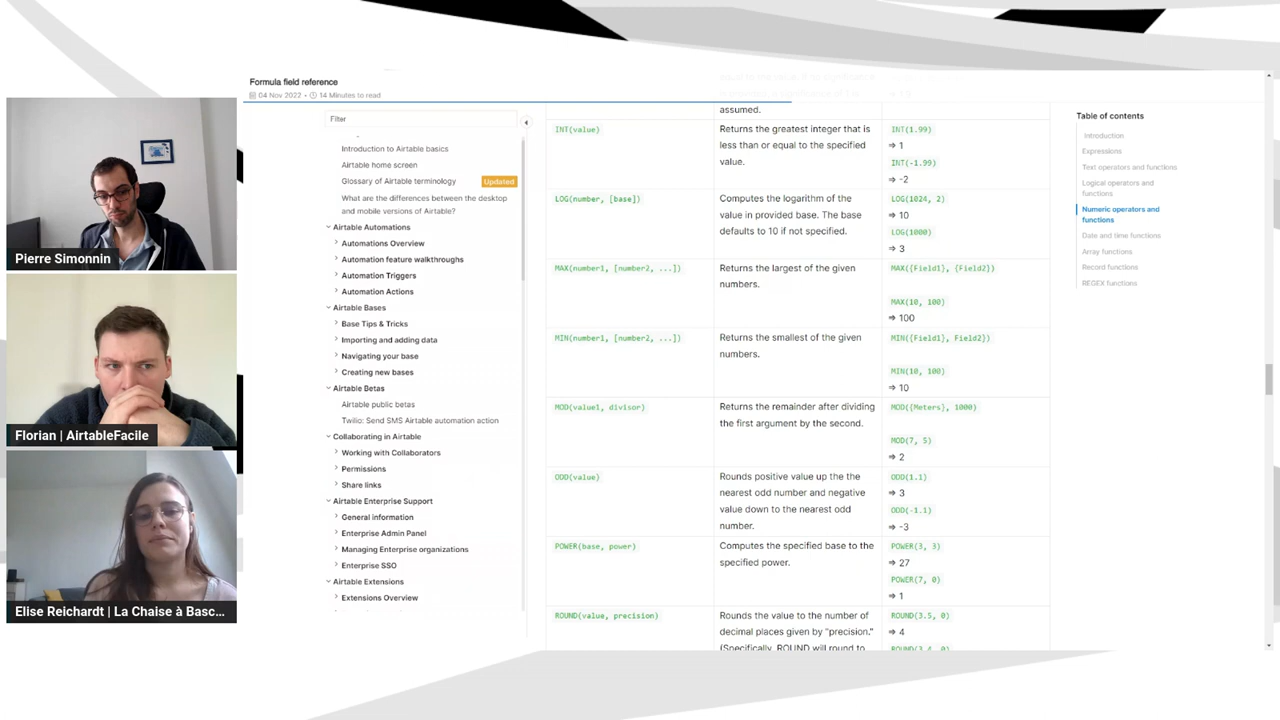 Formula field reference
04 Nov 2022 • 14 Minutes to read
Pierre Simonnin
Florian | AirtableFacile
Elise Reichardt | La Chaise à Basc...
Filter
Introduction to Airtable basics
Airtable home screen
Glossary of Airtable terminology
Updated
What are the differences between the desktop
and mobile versions of Airtable?
Airtable Automations
Automations Overview
Automation feature walkthroughs
Automation Triggers
Automation Actions
Airtable Bases
Base Tips & Tricks
Importing and adding data
Navigating your base
Creating new bases
Airtable Betas
Airtable public betas
Twilio: Send SMS Airtable automation action
Collaborating in Airtable
Working with Collaborators
Permissions
Share links
Airtable Enterprise Support
General information
Enterprise Admin Panel
Managing Enterprise organizations
Enterprise SSO
Airtable Extensions
Extensions Overview
assumed.
INT(value)
Returns the greatest integer that is
less than or equal to the specified
value.
INT(1.99)
⇒ 1
INT(-1.99)
⇒ -2
LOG(number, [base])
Computes the logarithm of the
value in provided base. The base
defaults to 10 if not specified.
LOG(1024, 2)
⇒ 10
LOG(1000)
⇒ 3
MAX(number1, [number2, ...])
Returns the largest of the given
numbers.
MAX({Field1}, {Field2})
MAX(10, 100)
⇒ 100
MIN(number1, [number2, ...])
Returns the smallest of the given
numbers.
MIN({Field1}, Field2})
MIN(10, 100)
⇒ 10
MOD(value1, divisor)
Returns the remainder after dividing
the first argument by the second.
MOD({Meters}, 1000)
MOD(7, 5)
⇒ 2
ODD(value)
Rounds positive value up the the
nearest odd number and negative
value down to the nearest odd
number.
ODD(1.1)
⇒ 3
ODD(-1.1)
⇒ -3
POWER(base, power)
Computes the specified base to the
specified power.
POWER(3, 3)
⇒ 27
POWER(7, 0)
⇒ 1
ROUND(value, precision)
Rounds the value to the number of
decimal places given by "precision."
(Specifically, ROUND will round to
ROUND(3.5, 0)
⇒ 4
ROUND(3.4, 0)
Table of contents
Introduction
Expressions
Text operators and functions
Logical operators and
functions
Numeric operators and
functions
Date and time functions
Array functions
Record functions
REGEX functions